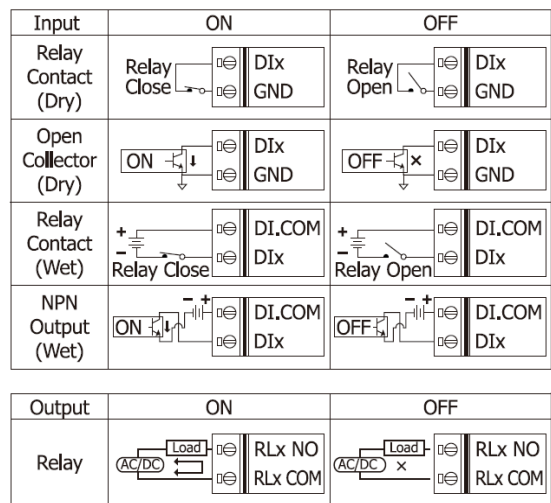 Input ON OFF
Relay Contact (Dry) Relay Close DIx GND Relay Open DIx GND
Open Collector (Dry) ON DIx GND OFF × DIx GND
Relay Contact (Wet) + − Relay Close DI.COM DIx + − Relay Open DI.COM DIx
NPN Output (Wet) ON − + DI.COM DIx OFF − + DI.COM DIx
Output ON OFF
Relay AC/DC Load RLx NO RLx COM AC/DC Load × RLx NO RLx COM